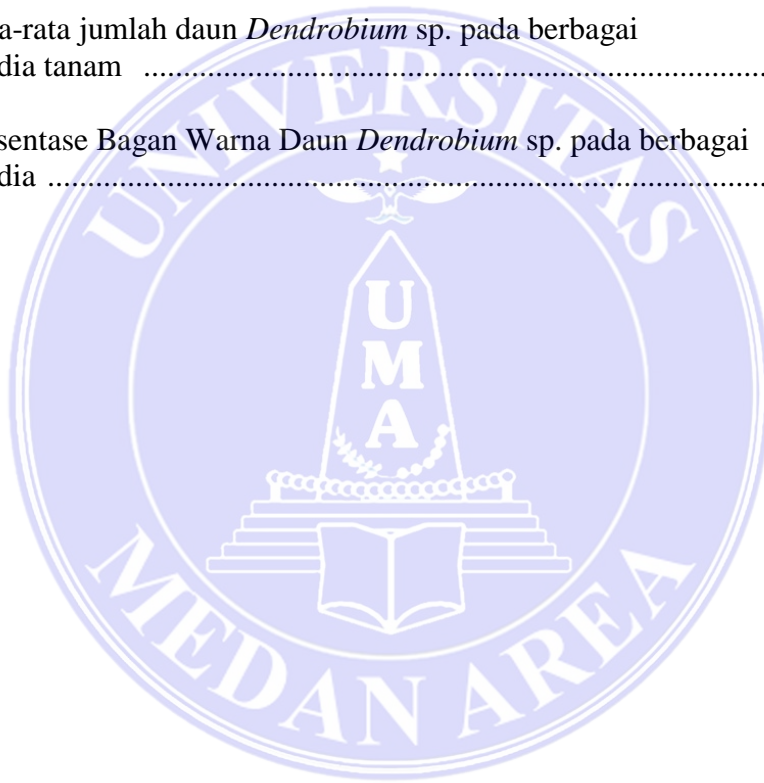 a-rata jumlah daun Dendrobium sp. pada berbagai
dia tanam ......................................................................................
sentase Bagan Warna Daun Dendrobium sp. pada berbagai
dia ..................................................................................................
UNIVERSITAS
UMA
MEDAN AREA